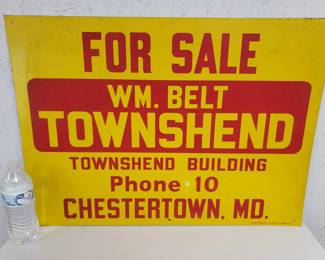 FOR SALE
WM. BELT
TOWNSHEND
TOWNSHEND BUILDING
Phone 10
CHESTERTOWN, MD.